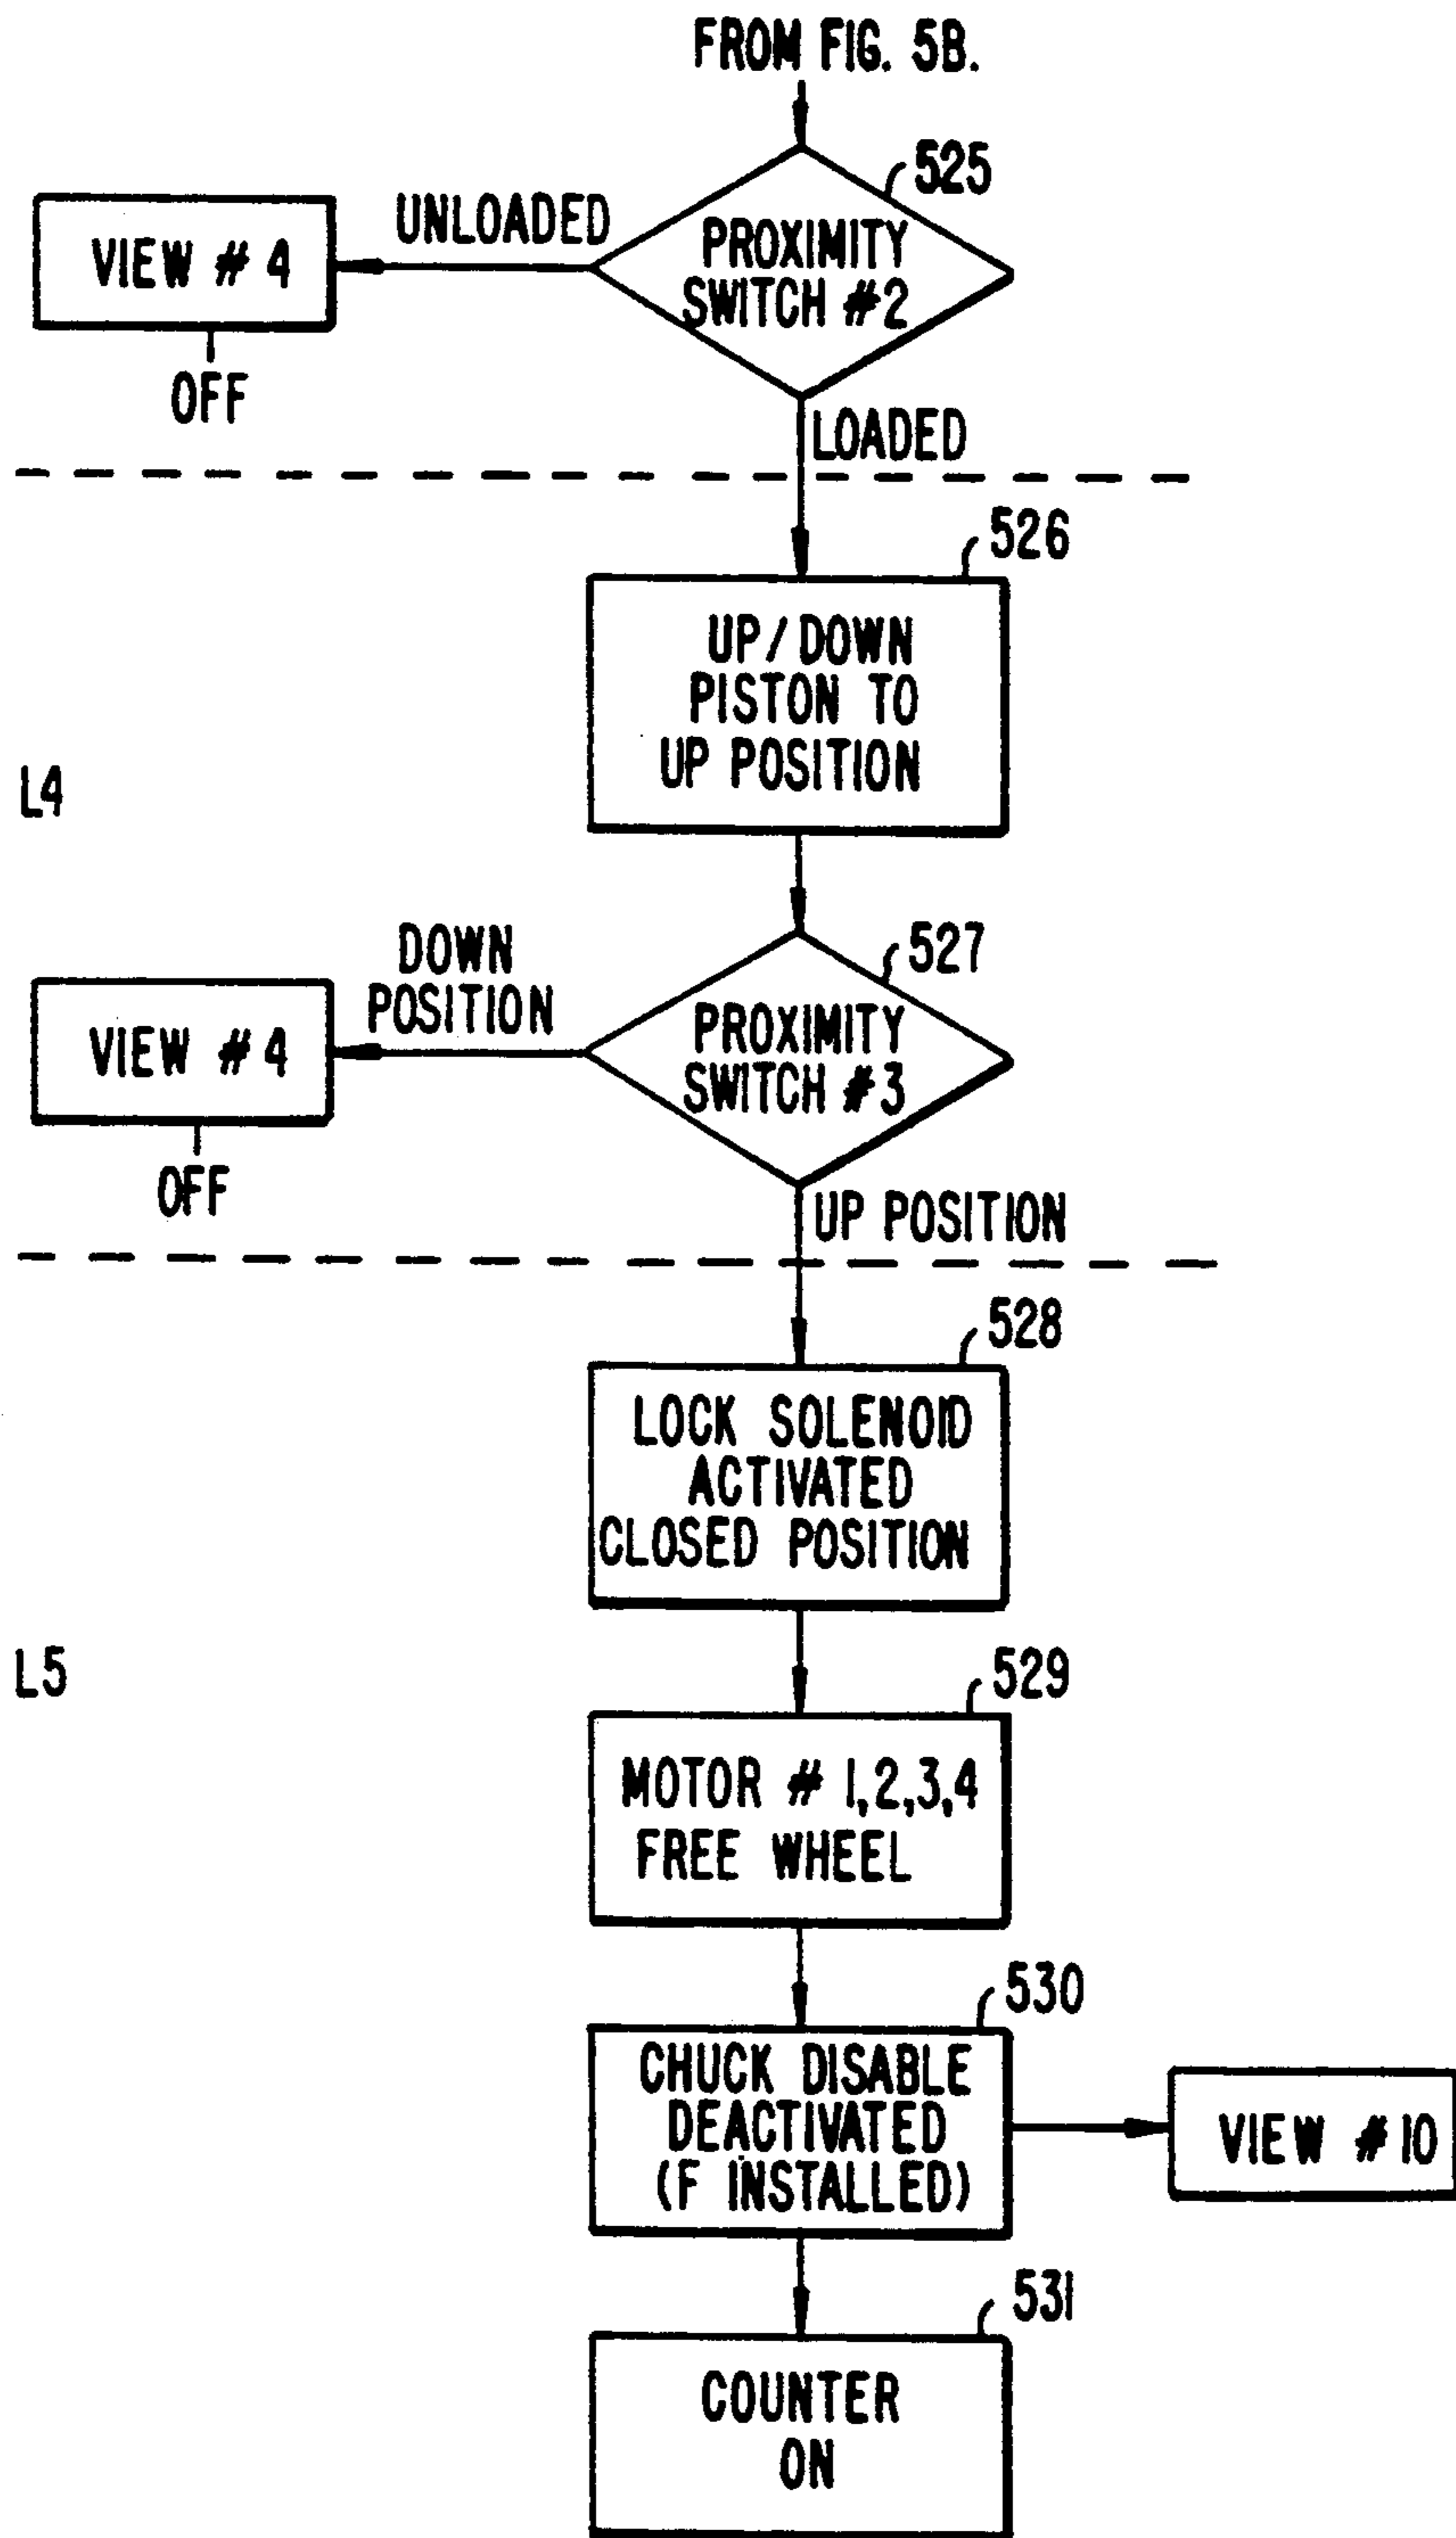 FROM FIG. 5B.
525
PROXIMITY
SWITCH #2
UNLOADED
VIEW # 4
OFF
LOADED
526
UP/DOWN
PISTON TO
UP POSITION
L4
527
PROXIMITY
SWITCH #3
DOWN
POSITION
VIEW # 4
OFF
UP POSITION
528
LOCK SOLENOID
ACTIVATED
CLOSED POSITION
L5
529
MOTOR # 1,2,3,4
FREE WHEEL
530
CHUCK DISABLE
DEACTIVATED
(F INSTALLED)
VIEW #10
531
COUNTER
ON